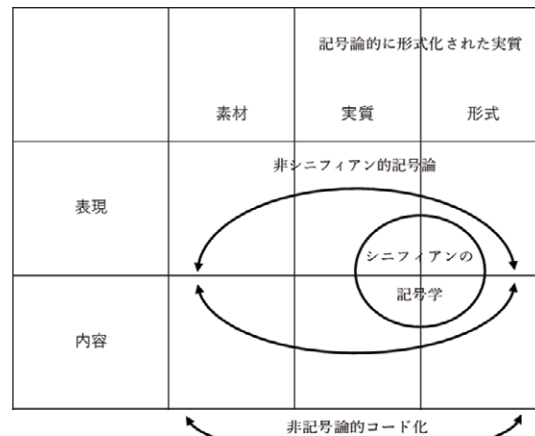 記号論的に形式化された実質
素材 実質 形式
非シニフィアン的記号論
表現
シニフィアンの
記号学
内容
非記号論的コード化